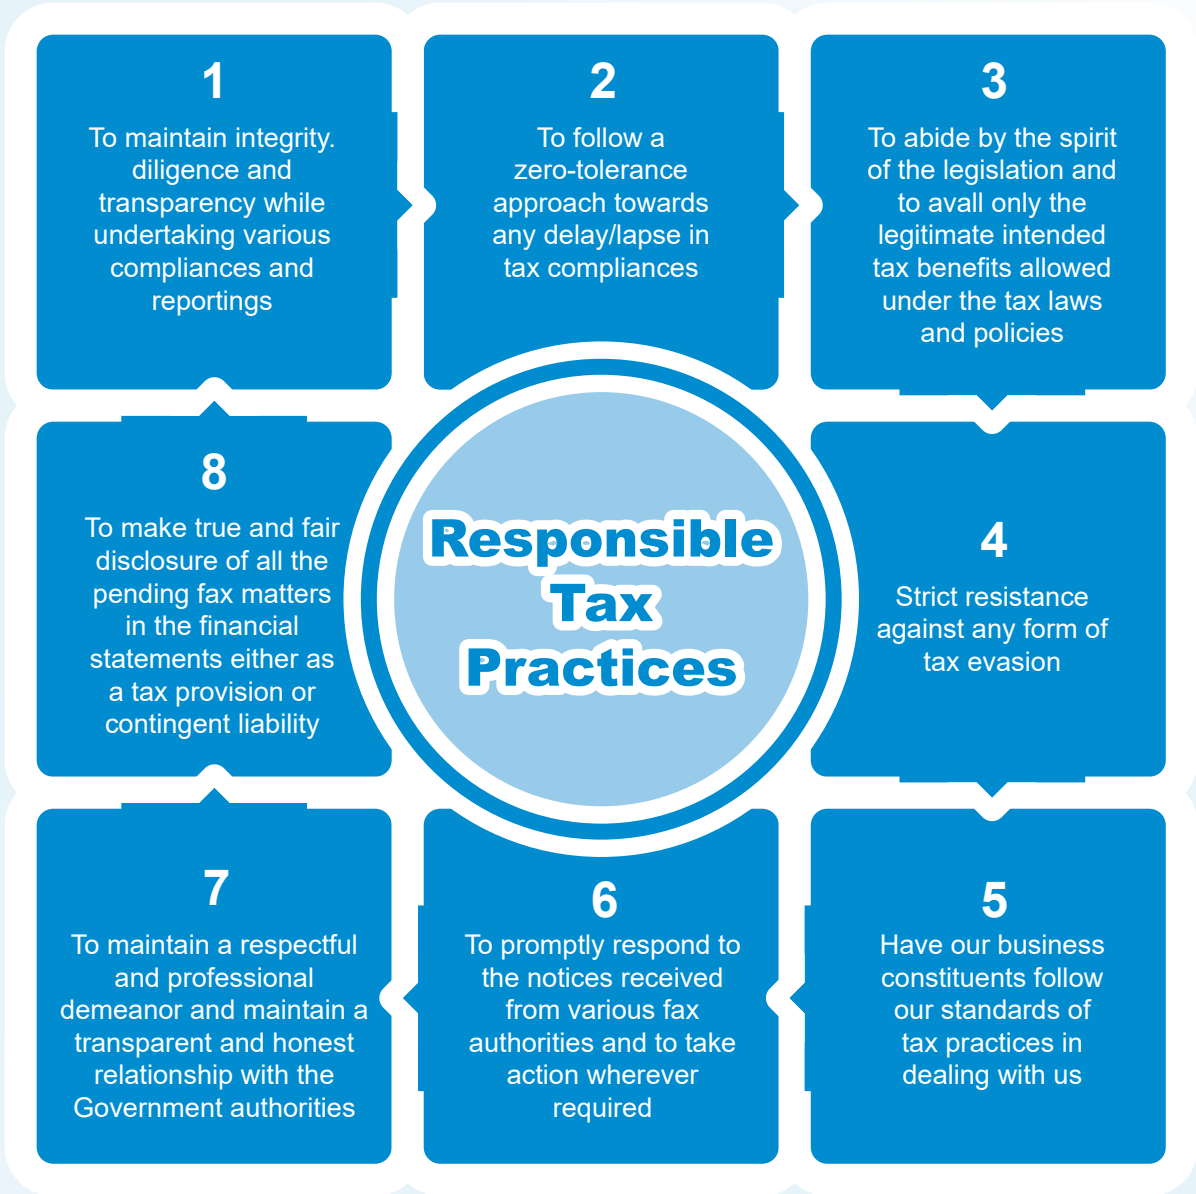 1
To maintain integrity.
diligence and
transparency while
undertaking various
compliances and
reportings
2
To follow a
zero-tolerance
approach towards
any delay/lapse in
tax compliances
3
To abide by the spirit
of the legislation and
to avall only the
legitimate intended
tax benefits allowed
under the tax laws
and policies
4
Strict resistance
against any form of
tax evasion
5
Have our business
constituents follow
our standards of
tax practices in
dealing with us
6
To promptly respond to
the notices received
from various fax
authorities and to take
action wherever
required
7
To maintain a respectful
and professional
demeanor and maintain a
transparent and honest
relationship with the
Government authorities
8
To make true and fair
disclosure of all the
pending fax matters
in the financial
statements either as
a tax provision or
contingent liability
Responsible
Tax
Practices